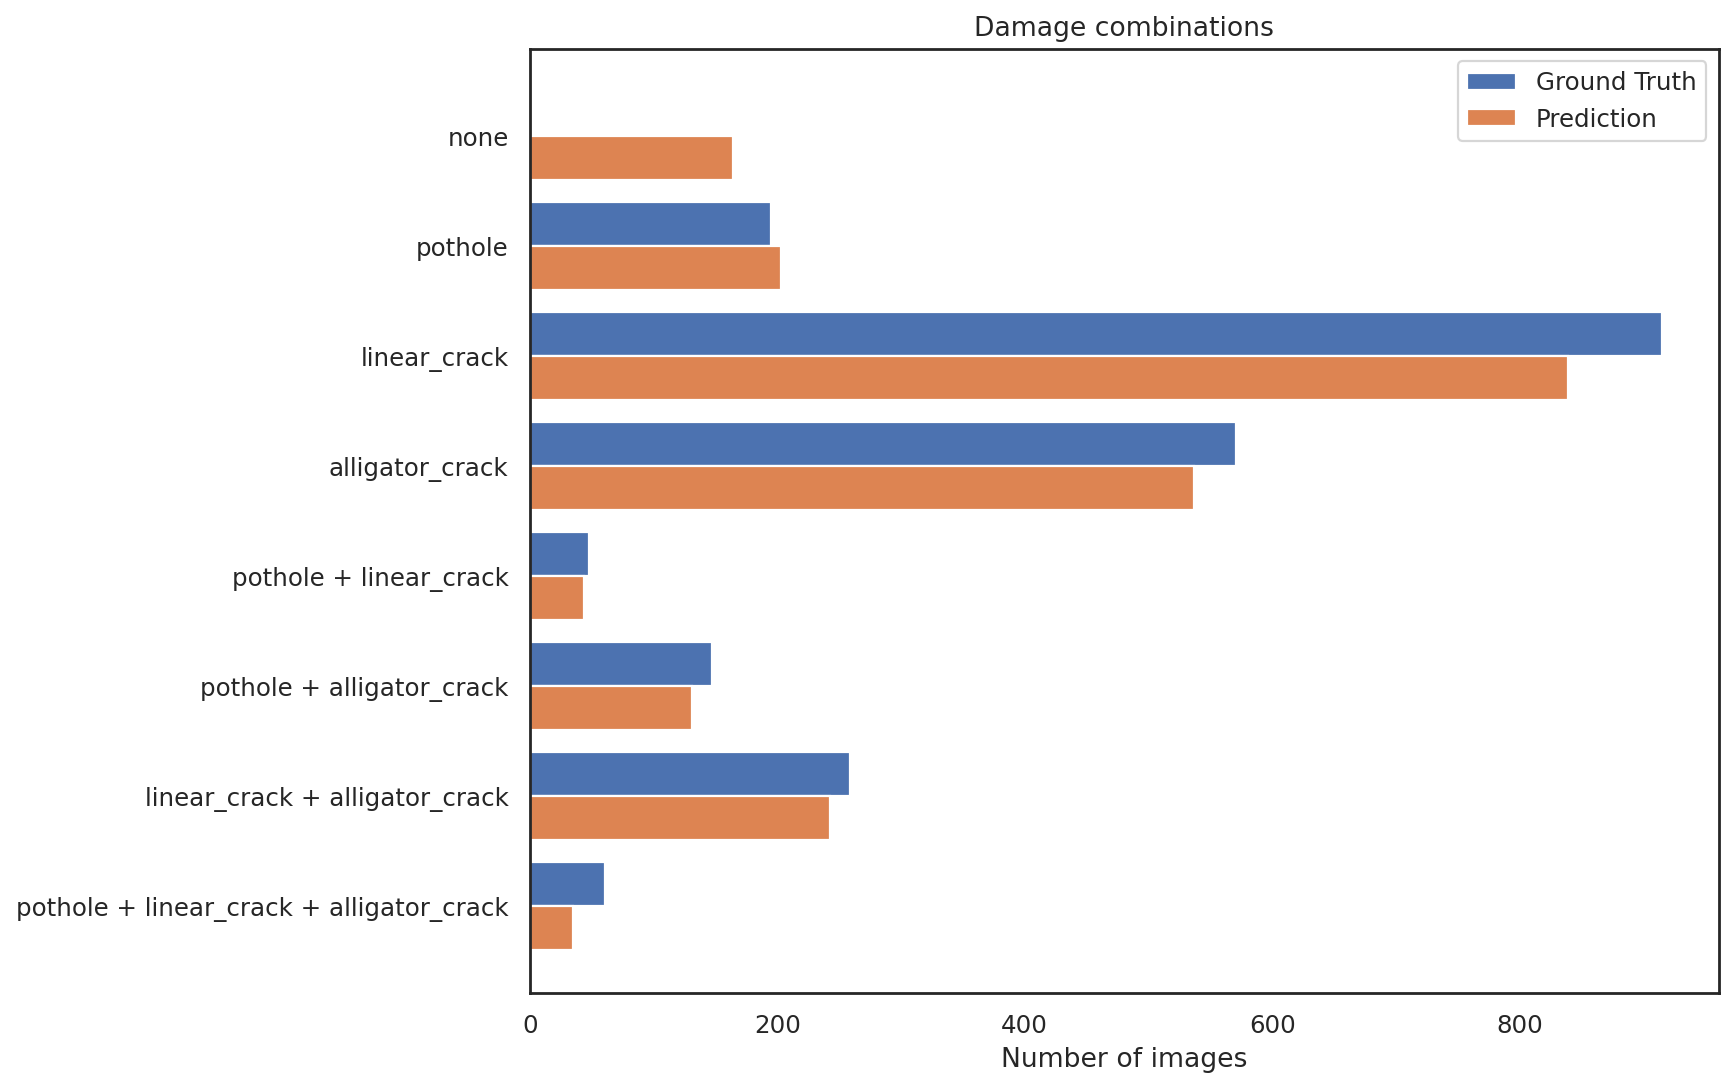 Damage combinations
Ground Truth
Prediction
none
pothole
linear_crack
alligator_crack
pothole + linear_crack
pothole + alligator_crack
linear_crack + alligator_crack
pothole + linear_crack + alligator_crack
0 200 400 600 800
Number of images